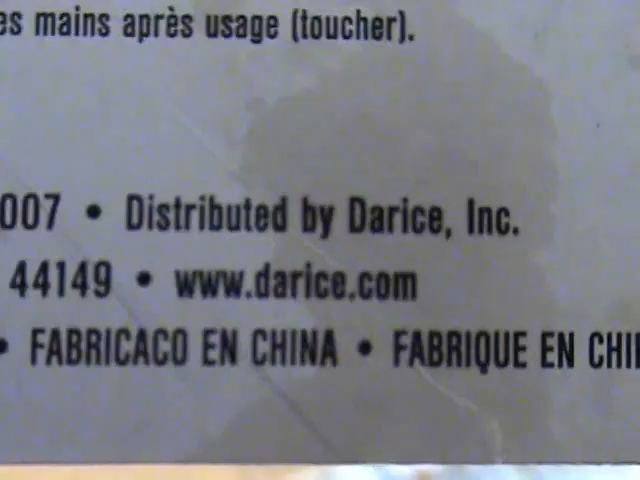 es mains après usage (toucher).
007 • Distributed by Darice, Inc.
44149 • www.darice.com
• FABRICACO EN CHINA • FABRIQUE EN CHI